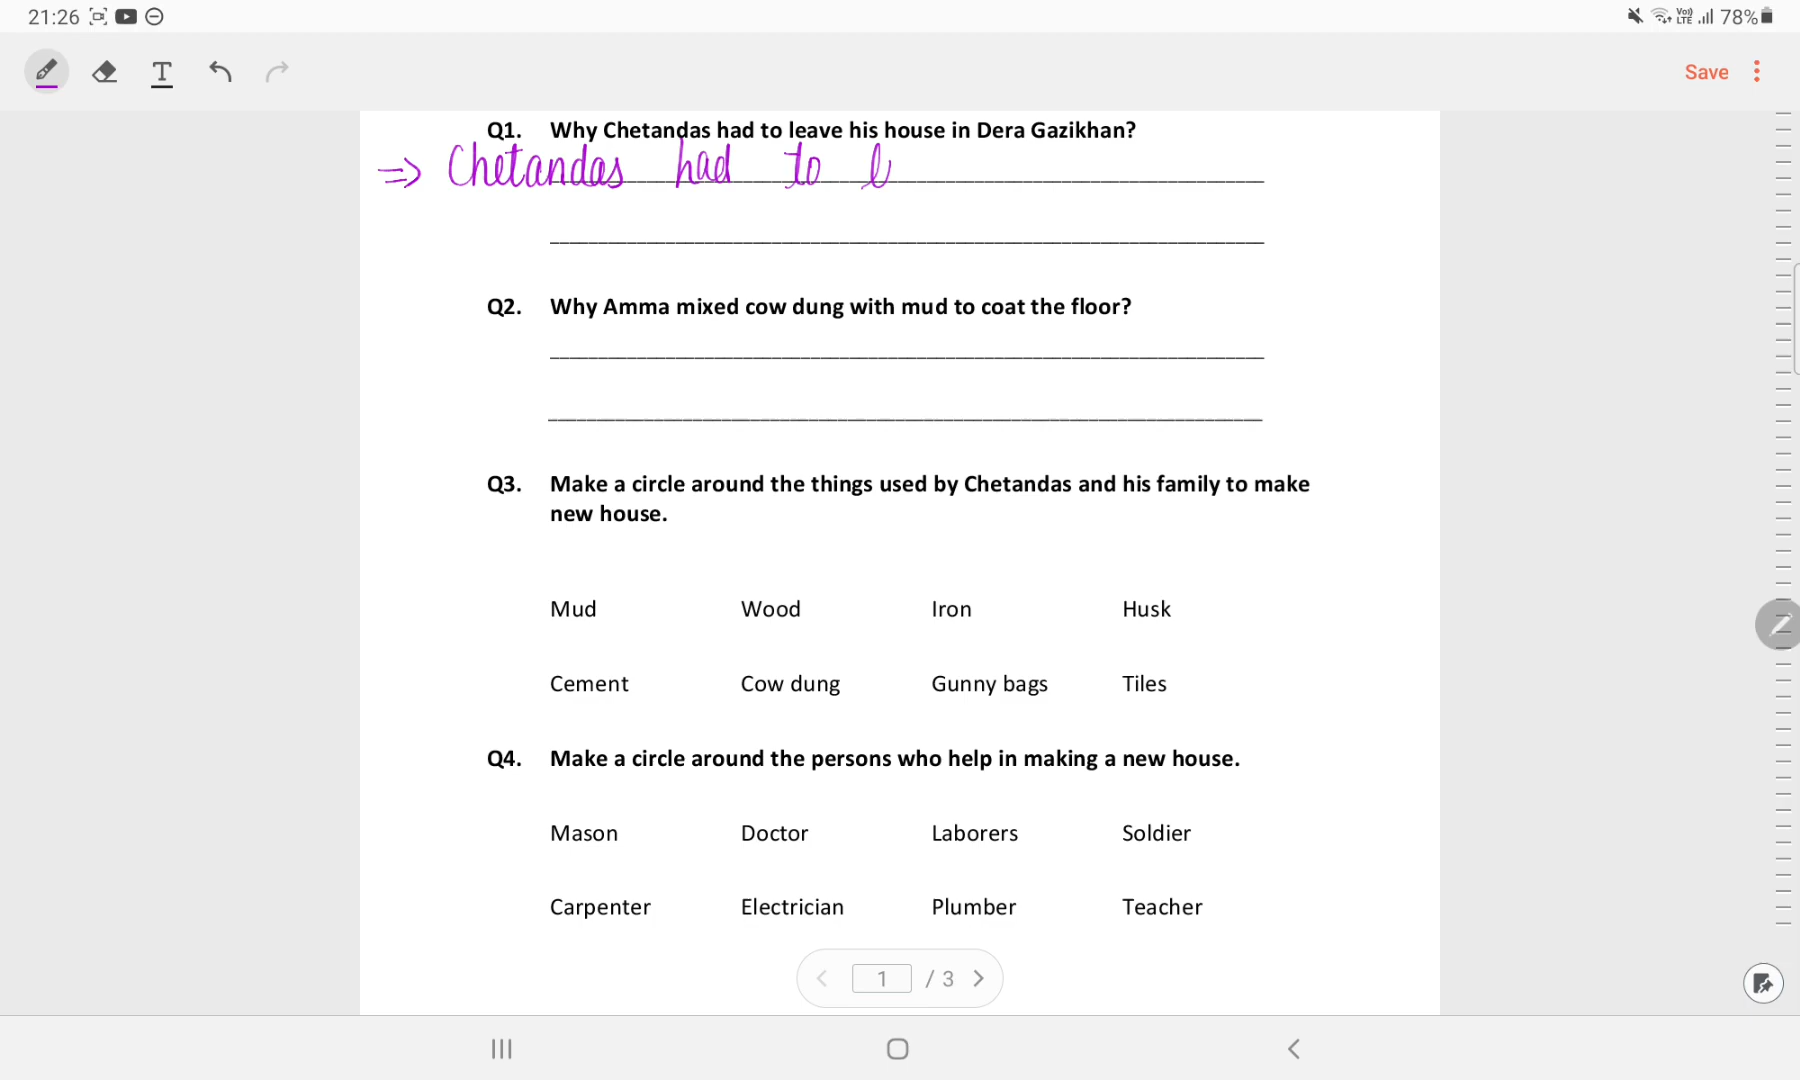 21:26 Vo)) LTE 78%
T Save
Q1. Why Chetandas had to leave his house in Dera Gazikhan?
⇒ Chetandas had to l
Q2. Why Amma mixed cow dung with mud to coat the floor?
Q3. Make a circle around the things used by Chetandas and his family to make
new house.
Mud Wood Iron Husk
Cement Cow dung Gunny bags Tiles
Q4. Make a circle around the persons who help in making a new house.
Mason Doctor Laborers Soldier
Carpenter Electrician Plumber Teacher
1 / 3